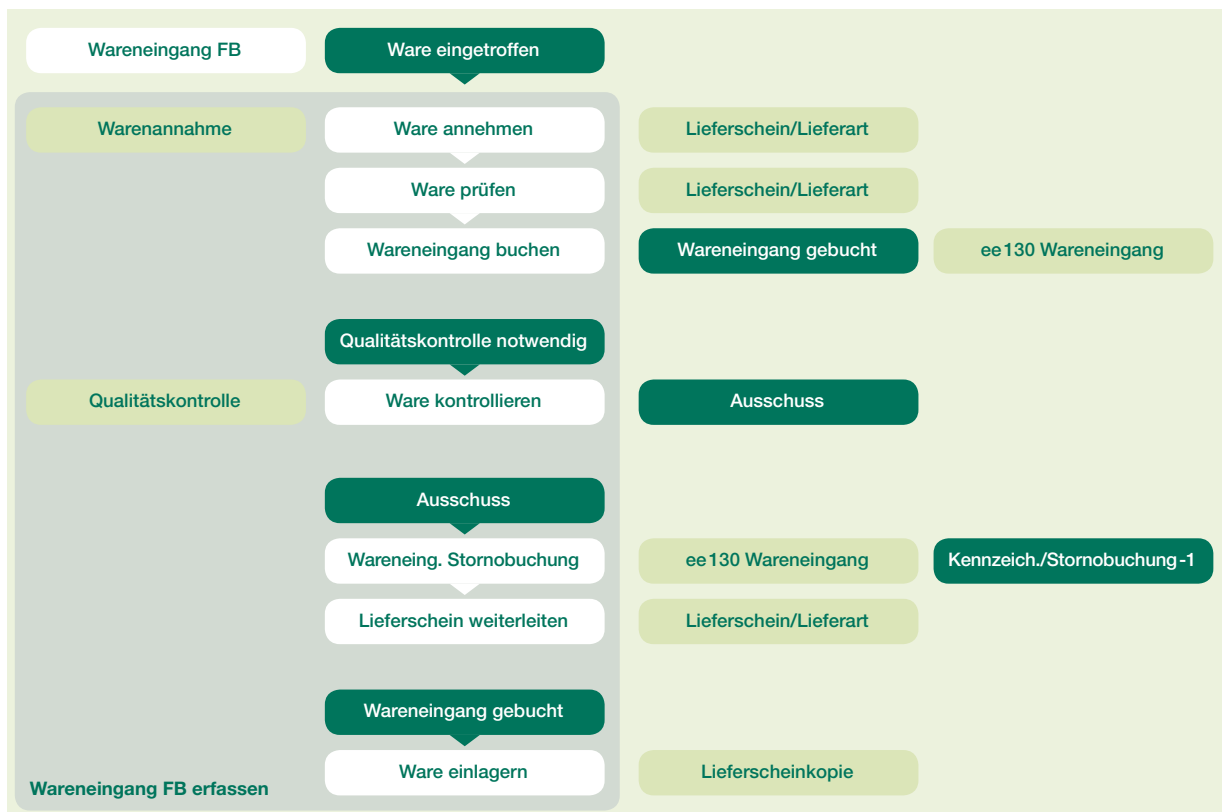 Wareneingang FB
Ware eingetroffen
Warenannahme
Ware annehmen
Lieferschein/Lieferart
Ware prüfen
Lieferschein/Lieferart
Wareneingang buchen
Wareneingang gebucht
ee130 Wareneingang
Qualitätskontrolle notwendig
Qualitätskontrolle
Ware kontrollieren
Ausschuss
Ausschuss
Wareneing. Stornobuchung
ee130 Wareneingang
Kennzeich./Stornobuchung-1
Lieferschein weiterleiten
Lieferschein/Lieferart
Wareneingang gebucht
Ware einlagern
Lieferscheinkopie
Wareneingang FB erfassen